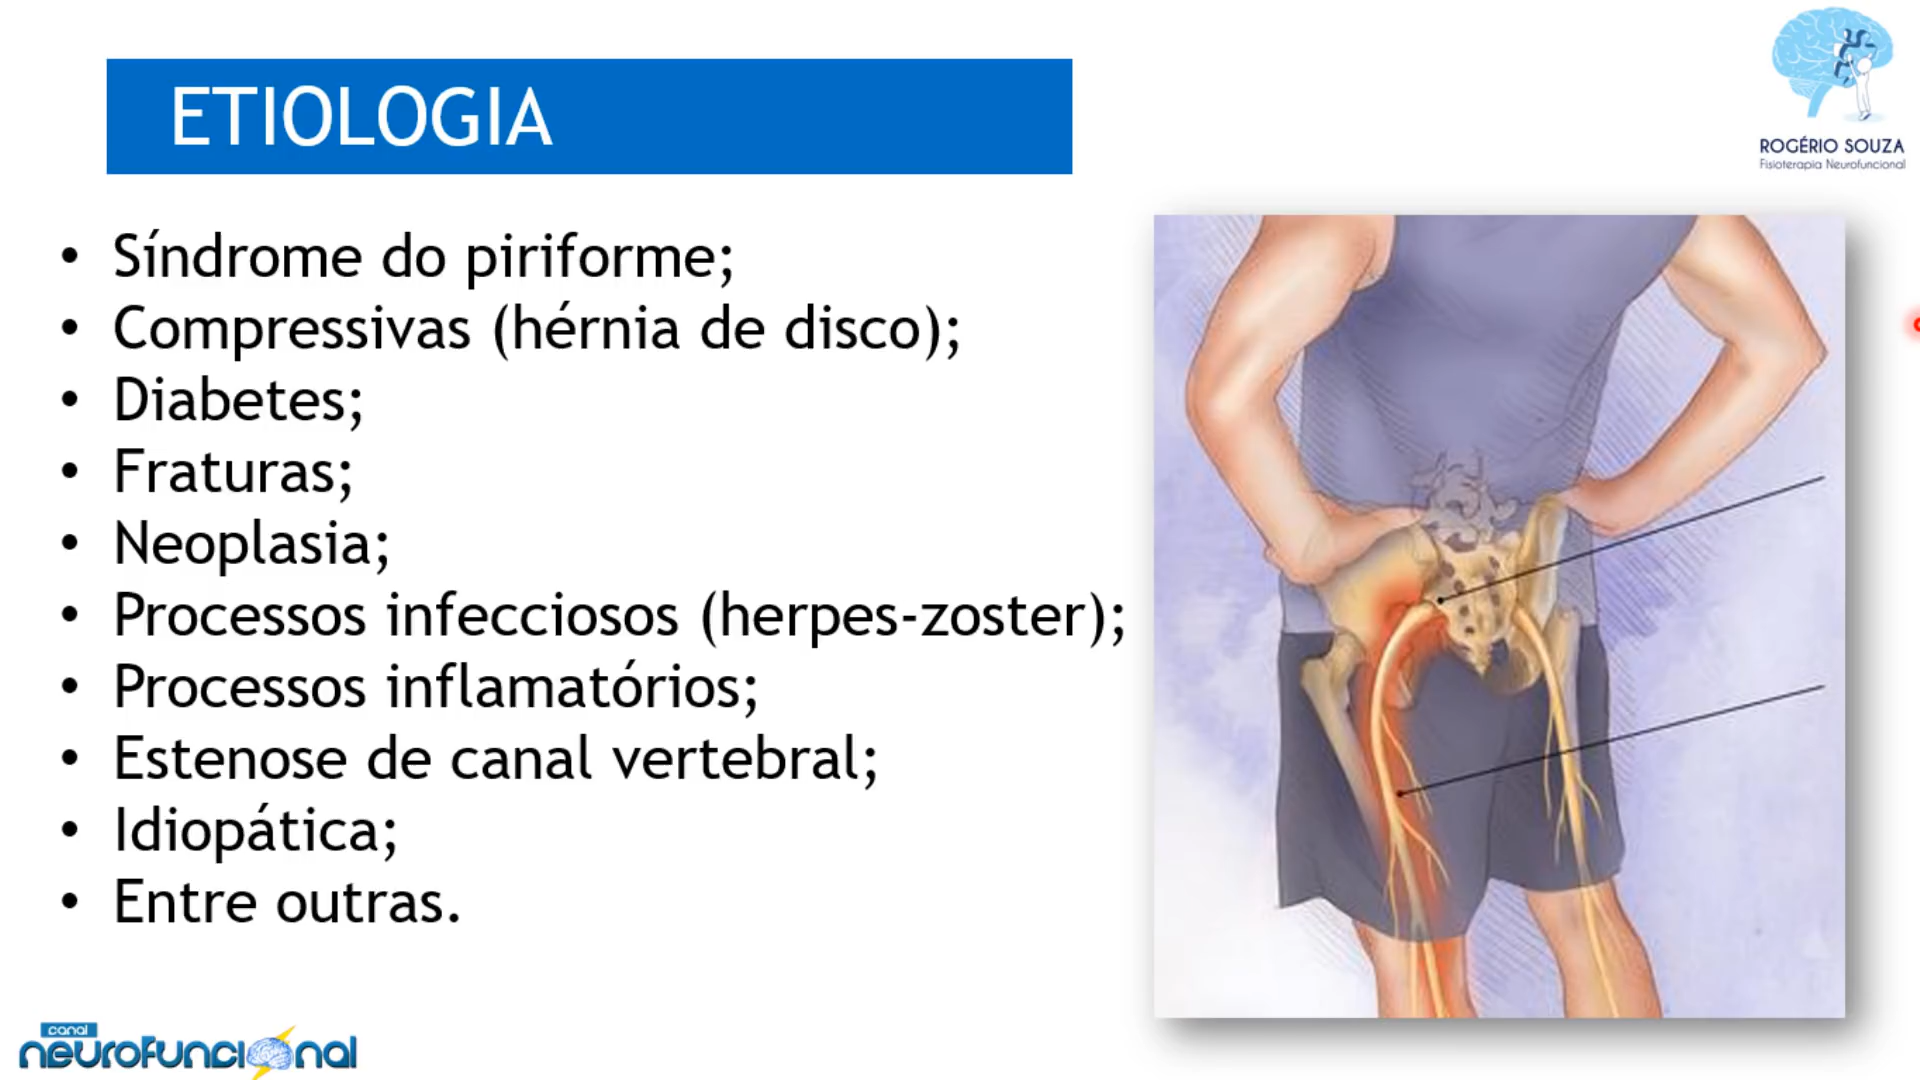 ETIOLOGIA
ROGÉRIO SOUZA
Fisioterapia Neurofuncional
• Síndrome do piriforme;
• Compressivas (hérnia de disco);
• Diabetes;
• Fraturas;
• Neoplasia;
• Processos infecciosos (herpes-zoster);
• Processos inflamatórios;
• Estenose de canal vertebral;
• Idiopática;
• Entre outras.
canal
neurofuncional